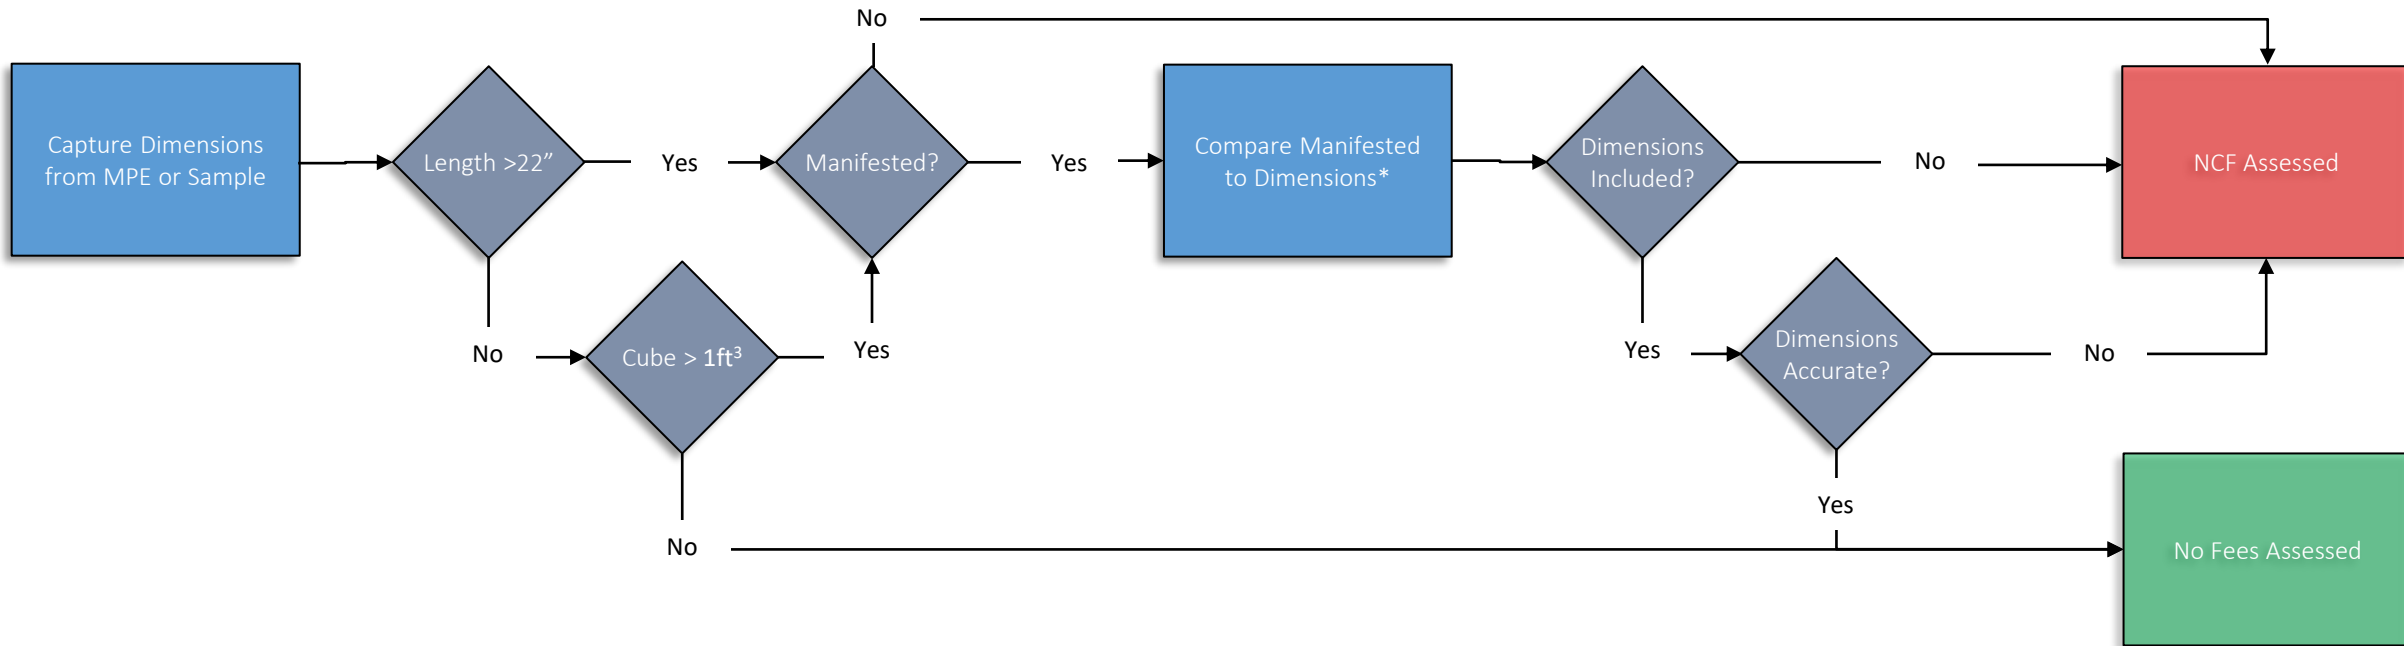 No
Capture Dimensions
from MPE or Sample
Length >22”
Yes
Manifested?
Yes
Compare Manifested
to Dimensions*
Dimensions
Included?
No
NCF Assessed
No
Cube > 1ft³
Yes
Yes
Dimensions
Accurate?
No
Yes
No
No Fees Assessed